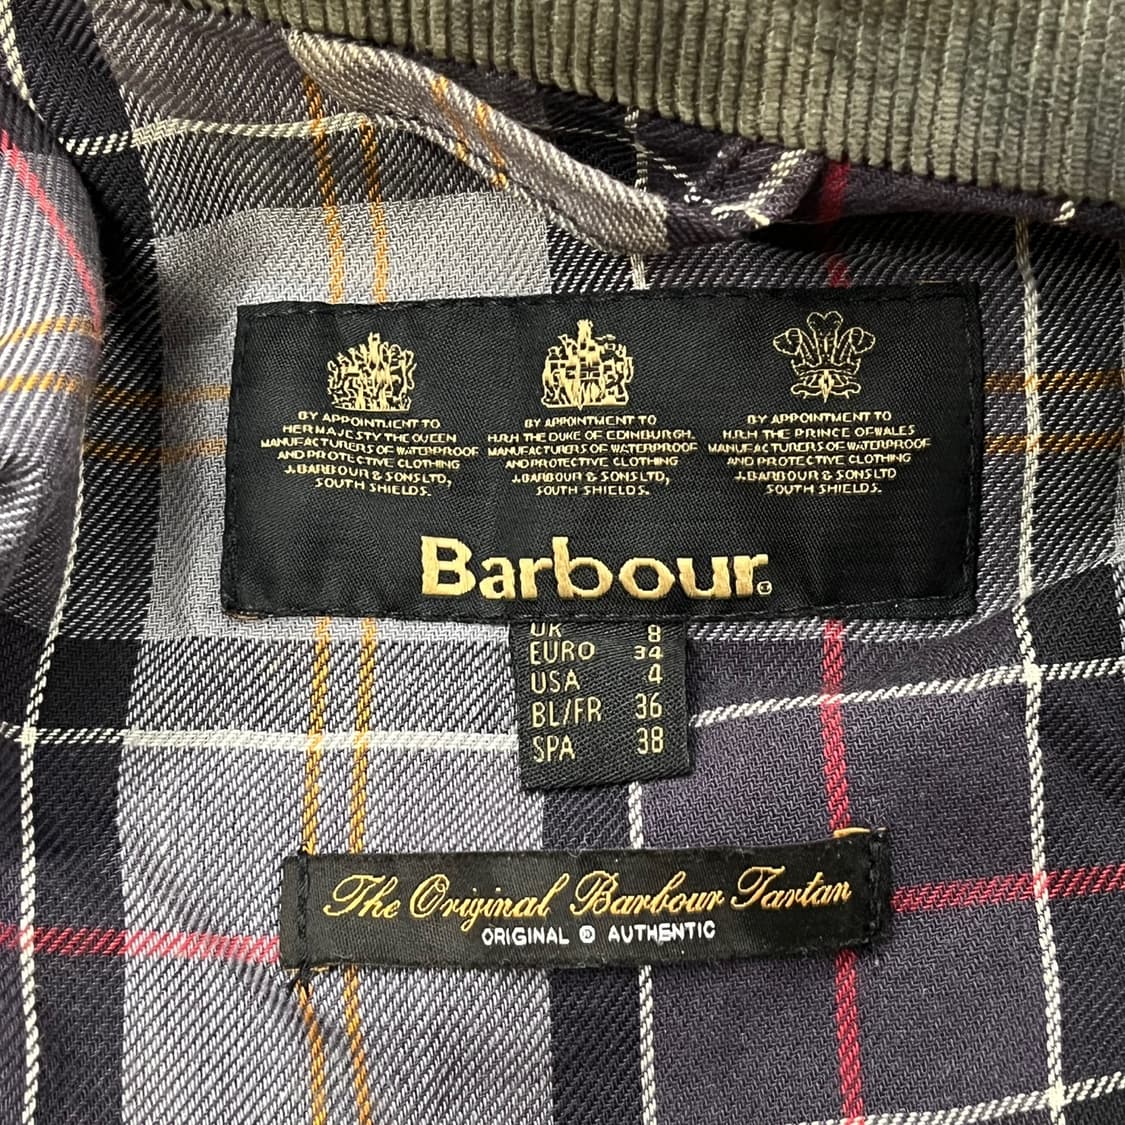 BY APPOINTMENT TO
HER MAJESTY THE QUEEN
MANUFACTURERS OF WATERPROOF
AND PROTECTIVE CLOTHING
J.BARBOUR & SONS LTD,
SOUTH SHIELDS.
BY APPOINTMENT TO
H.R.H THE DUKE OF EDINBURGH.
MANUFACTURERS OF WATERPROOF
AND PROTECTIVE CLOTHING
J.BARBOUR & SONS LTD,
SOUTH SHIELDS.
BY APPOINTMENT TO
H.R.H THE PRINCE OF WALES
MANUFACTURERS OF WATERPROOF
AND PROTECTIVE CLOTHING
J.BARBOUR & SONS LTD
SOUTH SHIELDS.
Barbour®
UK 8
EURO 34
USA 4
BL/FR 36
SPA 38
The Original Barbour Tartan
ORIGINAL ® AUTHENTIC